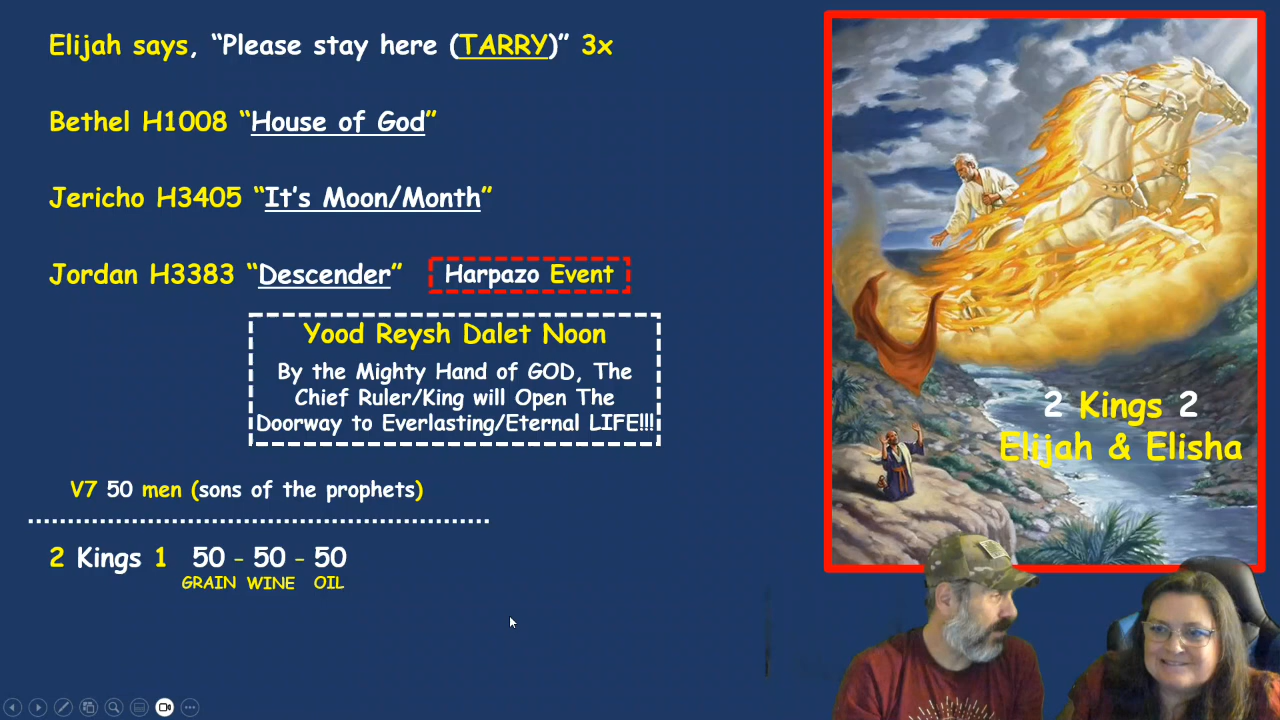 Elijah says, “Please stay here (TARRY)” 3x
Bethel H1008 “House of God”
Jericho H3405 “It's Moon/Month”
Jordan H3383 “Descender”
Harpazo Event
Yood Reysh Dalet Noon
By the Mighty Hand of GOD, The
Chief Ruler/King will Open The
Doorway to Everlasting/Eternal LIFE!!!
V7 50 men (sons of the prophets)
2 Kings 1 50 - 50 - 50
GRAIN WINE OIL
2 Kings 2
Elijah & Elisha